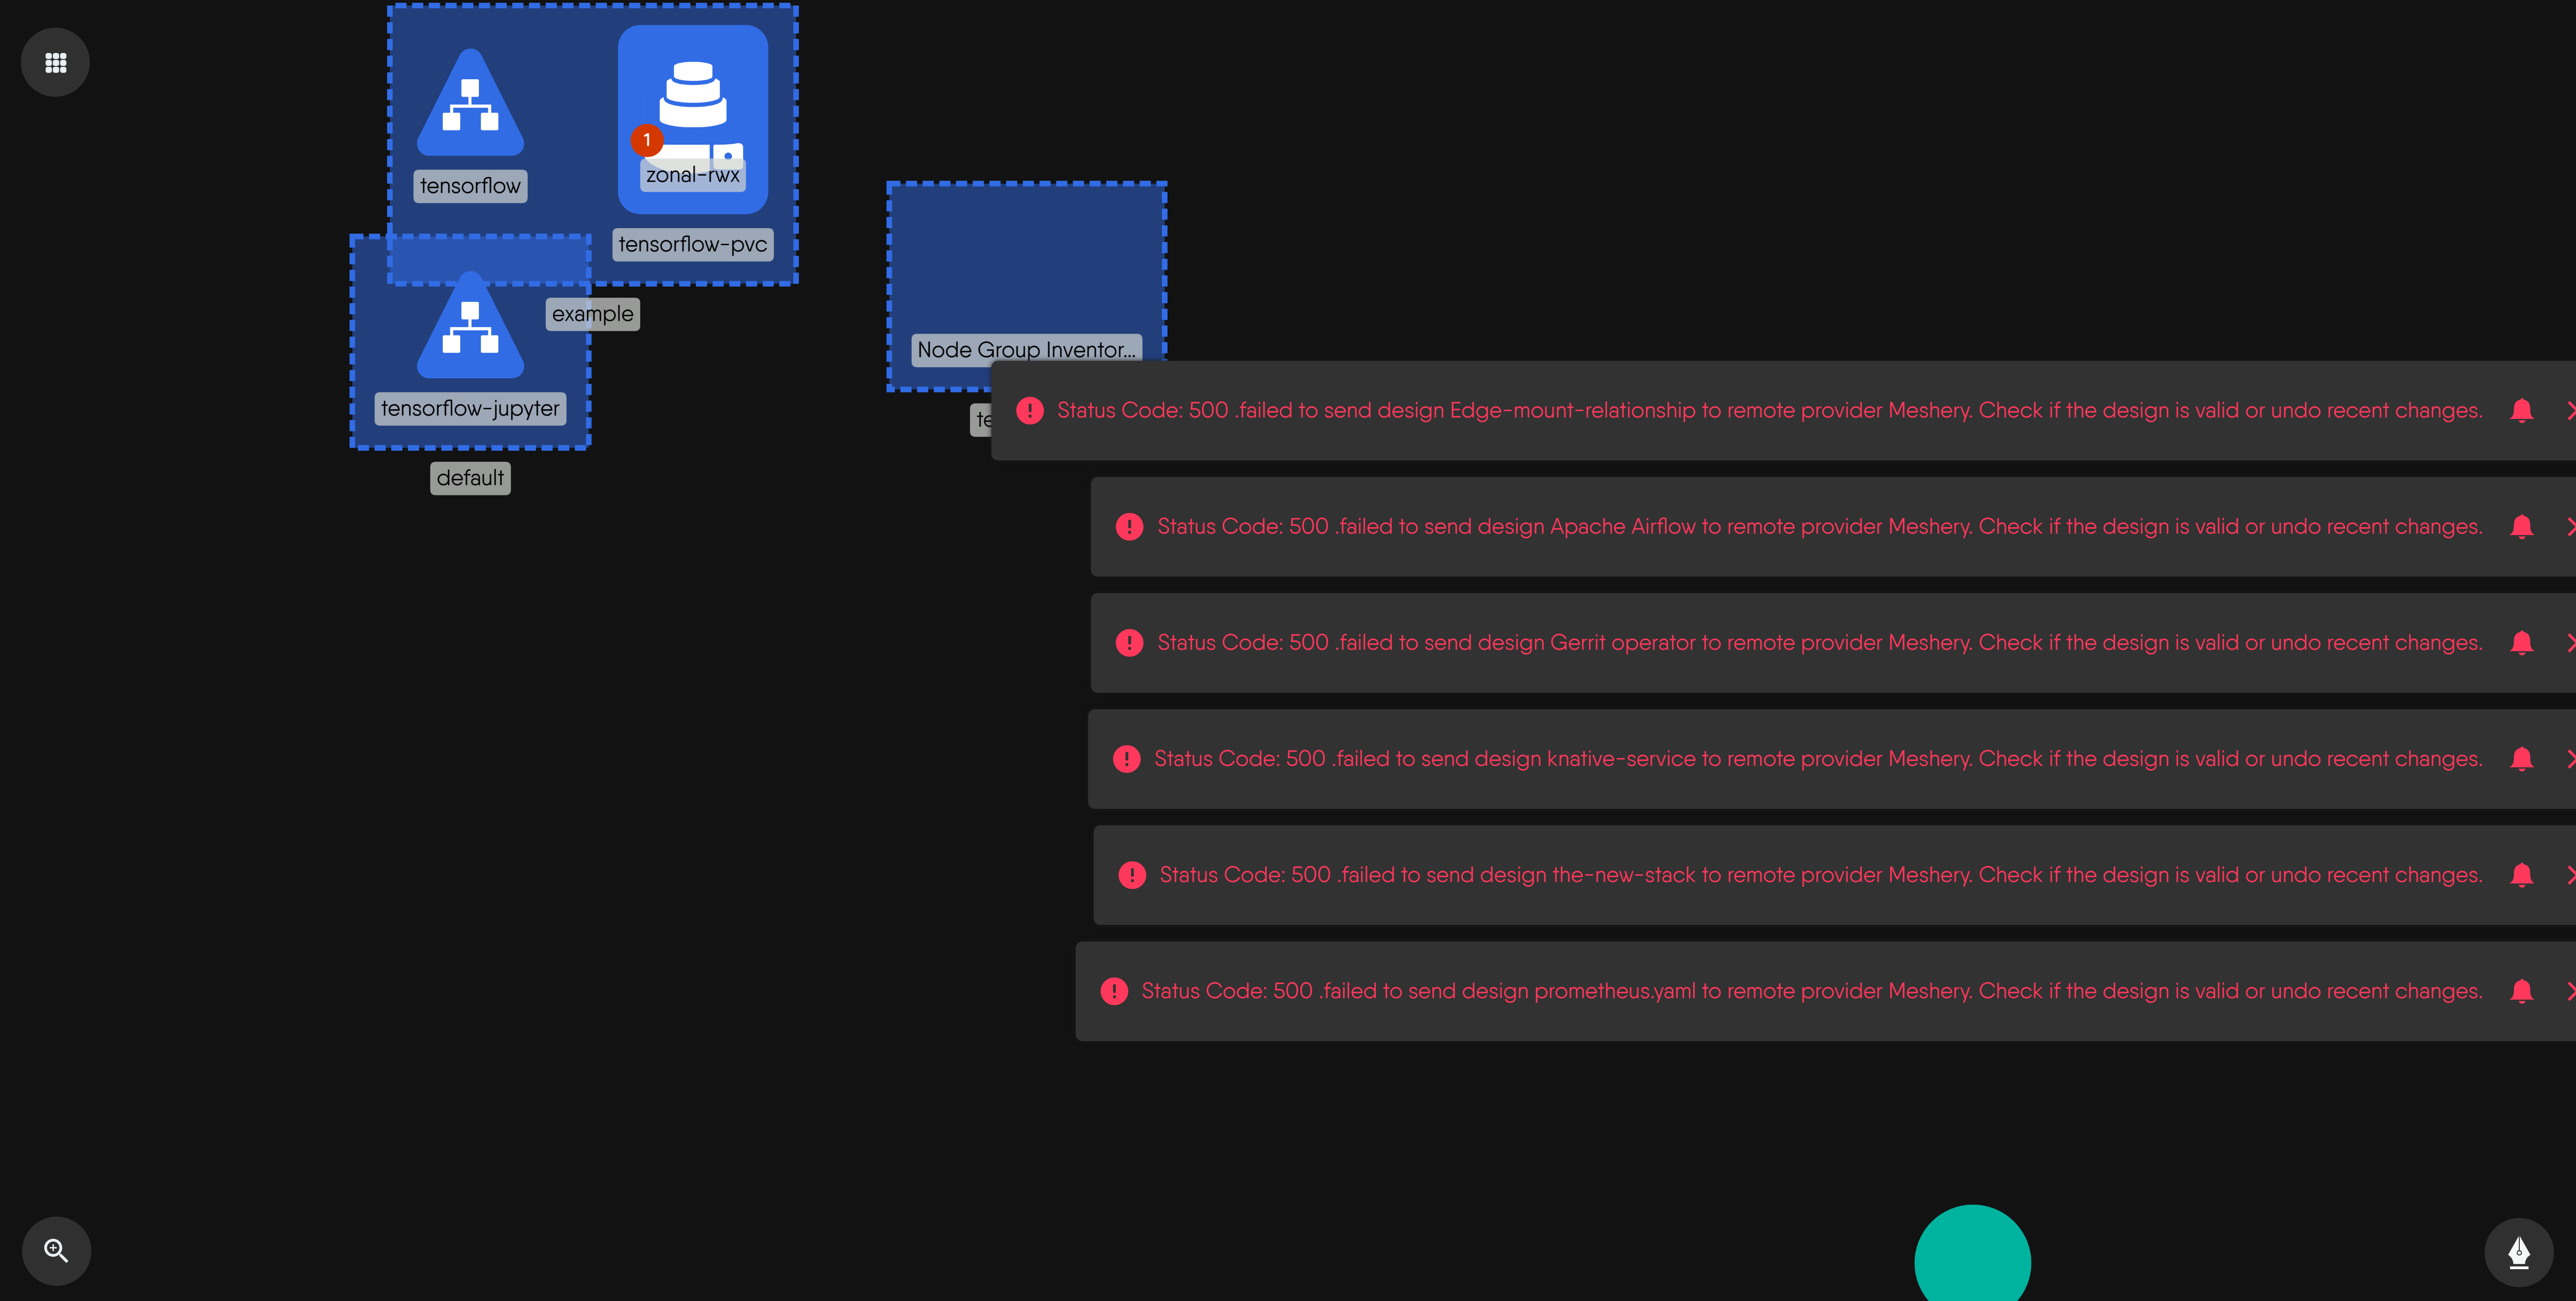 1
zonal-rwx
tensorflow
tensorflow-pvc
example
tensorflow-jupyter
default
Node Group Inventor...
te
Status Code: 500 .failed to send design Edge-mount-relationship to remote provider Meshery. Check if the design is valid or undo recent changes.
Status Code: 500 .failed to send design Apache Airflow to remote provider Meshery. Check if the design is valid or undo recent changes.
Status Code: 500 .failed to send design Gerrit operator to remote provider Meshery. Check if the design is valid or undo recent changes.
Status Code: 500 .failed to send design knative-service to remote provider Meshery. Check if the design is valid or undo recent changes.
Status Code: 500 .failed to send design the-new-stack to remote provider Meshery. Check if the design is valid or undo recent changes.
Status Code: 500 .failed to send design prometheus.yaml to remote provider Meshery. Check if the design is valid or undo recent changes.